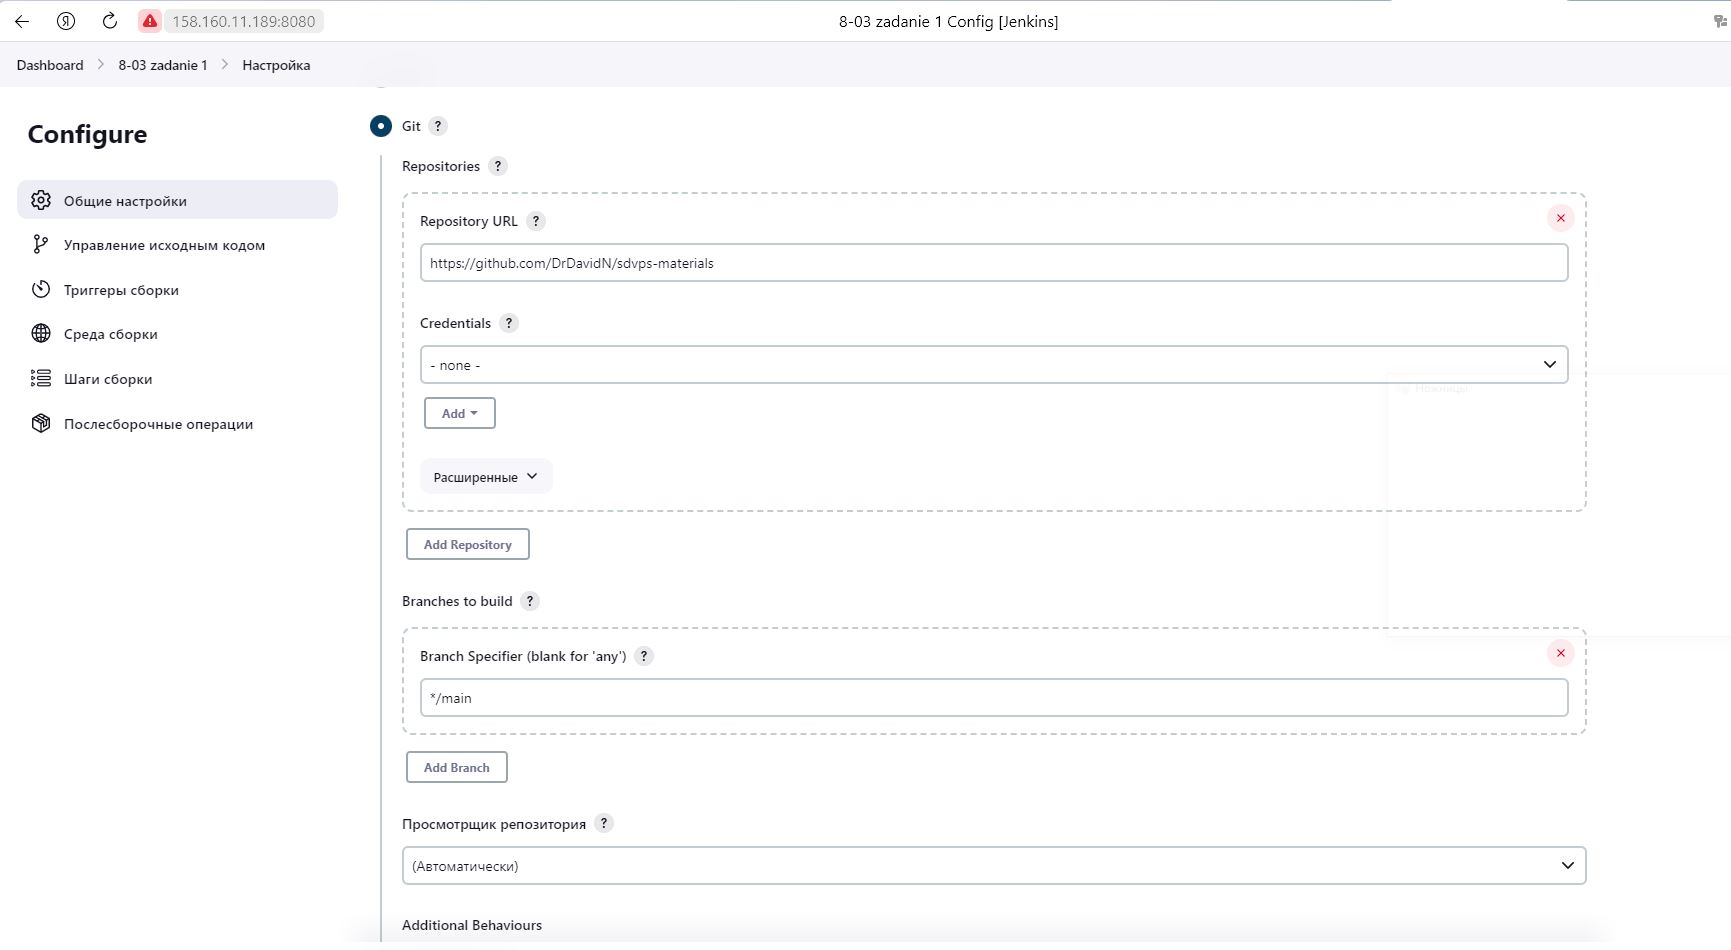 158.160.11.189:8080
8-03 zadanie 1 Config [Jenkins]
Dashboard > 8-03 zadanie 1 > Настройка
Configure
Общие настройки
Управление исходным кодом
Триггеры сборки
Среда сборки
Шаги сборки
Послесборочные операции
Git ?
Repositories ?
Repository URL ?
https://github.com/DrDavidN/sdvps-materials
Credentials ?
- none -
Add
Расширенные
Add Repository
Branches to build ?
Branch Specifier (blank for 'any') ?
*/main
Add Branch
Просмотрщик репозитория ?
(Автоматически)
Additional Behaviours
Ножницы